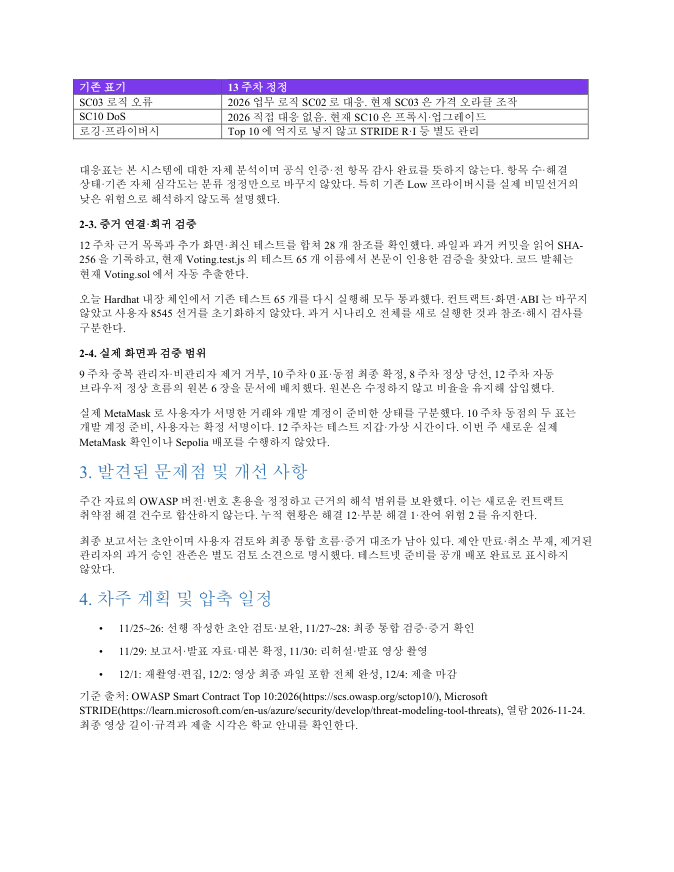 기존 표기 13 주차 정정
SC03 로직 오류 2026 업무 로직 SC02 로 대응. 현재 SC03 은 가격 오라클 조작
SC10 DoS 2026 직접 대응 없음. 현재 SC10 은 프록시·업그레이드
로깅·프라이버시 Top 10 에 억지로 넣지 않고 STRIDE R·I 등 별도 관리
대응표는 본 시스템에 대한 자체 분석이며 공식 인증·전 항목 감사 완료를 뜻하지 않는다. 항목 수·해결
상태·기존 자체 심각도는 분류 정정만으로 바꾸지 않았다. 특히 기존 Low 프라이버시를 실제 비밀선거의
낮은 위험으로 해석하지 않도록 설명했다.
2-3. 증거 연결·회귀 검증
12 주차 근거 목록과 추가 화면·최신 테스트를 합쳐 28 개 참조를 확인했다. 파일과 과거 커밋을 읽어 SHA-
256 을 기록하고, 현재 Voting.test.js 의 테스트 65 개 이름에서 본문이 인용한 검증을 찾았다. 코드 발췌는
현재 Voting.sol 에서 자동 추출한다.
오늘 Hardhat 내장 체인에서 기존 테스트 65 개를 다시 실행해 모두 통과했다. 컨트랙트·화면·ABI 는 바꾸지
않았고 사용자 8545 선거를 초기화하지 않았다. 과거 시나리오 전체를 새로 실행한 것과 참조·해시 검사를
구분한다.
2-4. 실제 화면과 검증 범위
9 주차 중복 관리자·비관리자 제거 거부, 10 주차 0 표·동점 최종 확정, 8 주차 정상 당선, 12 주차 자동
브라우저 정상 흐름의 원본 6 장을 문서에 배치했다. 원본은 수정하지 않고 비율을 유지해 삽입했다.
실제 MetaMask 로 사용자가 서명한 거래와 개발 계정이 준비한 상태를 구분했다. 10 주차 동점의 두 표는
개발 계정 준비, 사용자는 확정 서명이다. 12 주차는 테스트 지갑·가상 시간이다. 이번 주 새로운 실제
MetaMask 확인이나 Sepolia 배포를 수행하지 않았다.
3. 발견된 문제점 및 개선 사항
주간 자료의 OWASP 버전·번호 혼용을 정정하고 근거의 해석 범위를 보완했다. 이는 새로운 컨트랙트
취약점 해결 건수로 합산하지 않는다. 누적 현황은 해결 12·부분 해결 1·잔여 위험 2 를 유지한다.
최종 보고서는 초안이며 사용자 검토와 최종 통합 흐름·증거 대조가 남아 있다. 제안 만료·취소 부재, 제거된
관리자의 과거 승인 잔존은 별도 검토 소견으로 명시했다. 테스트넷 준비를 공개 배포 완료로 표시하지
않았다.
4. 차주 계획 및 압축 일정
• 11/25~26: 선행 작성한 초안 검토·보완, 11/27~28: 최종 통합 검증·증거 확인
• 11/29: 보고서·발표 자료·대본 확정, 11/30: 리허설·발표 영상 촬영
• 12/1: 재촬영·편집, 12/2: 영상 최종 파일 포함 전체 완성, 12/4: 제출 마감
기준 출처: OWASP Smart Contract Top 10:2026(https://scs.owasp.org/sctop10/), Microsoft
STRIDE(https://learn.microsoft.com/en-us/azure/security/develop/threat-modeling-tool-threats), 열람 2026-11-24.
최종 영상 길이·규격과 제출 시각은 학교 안내를 확인한다.